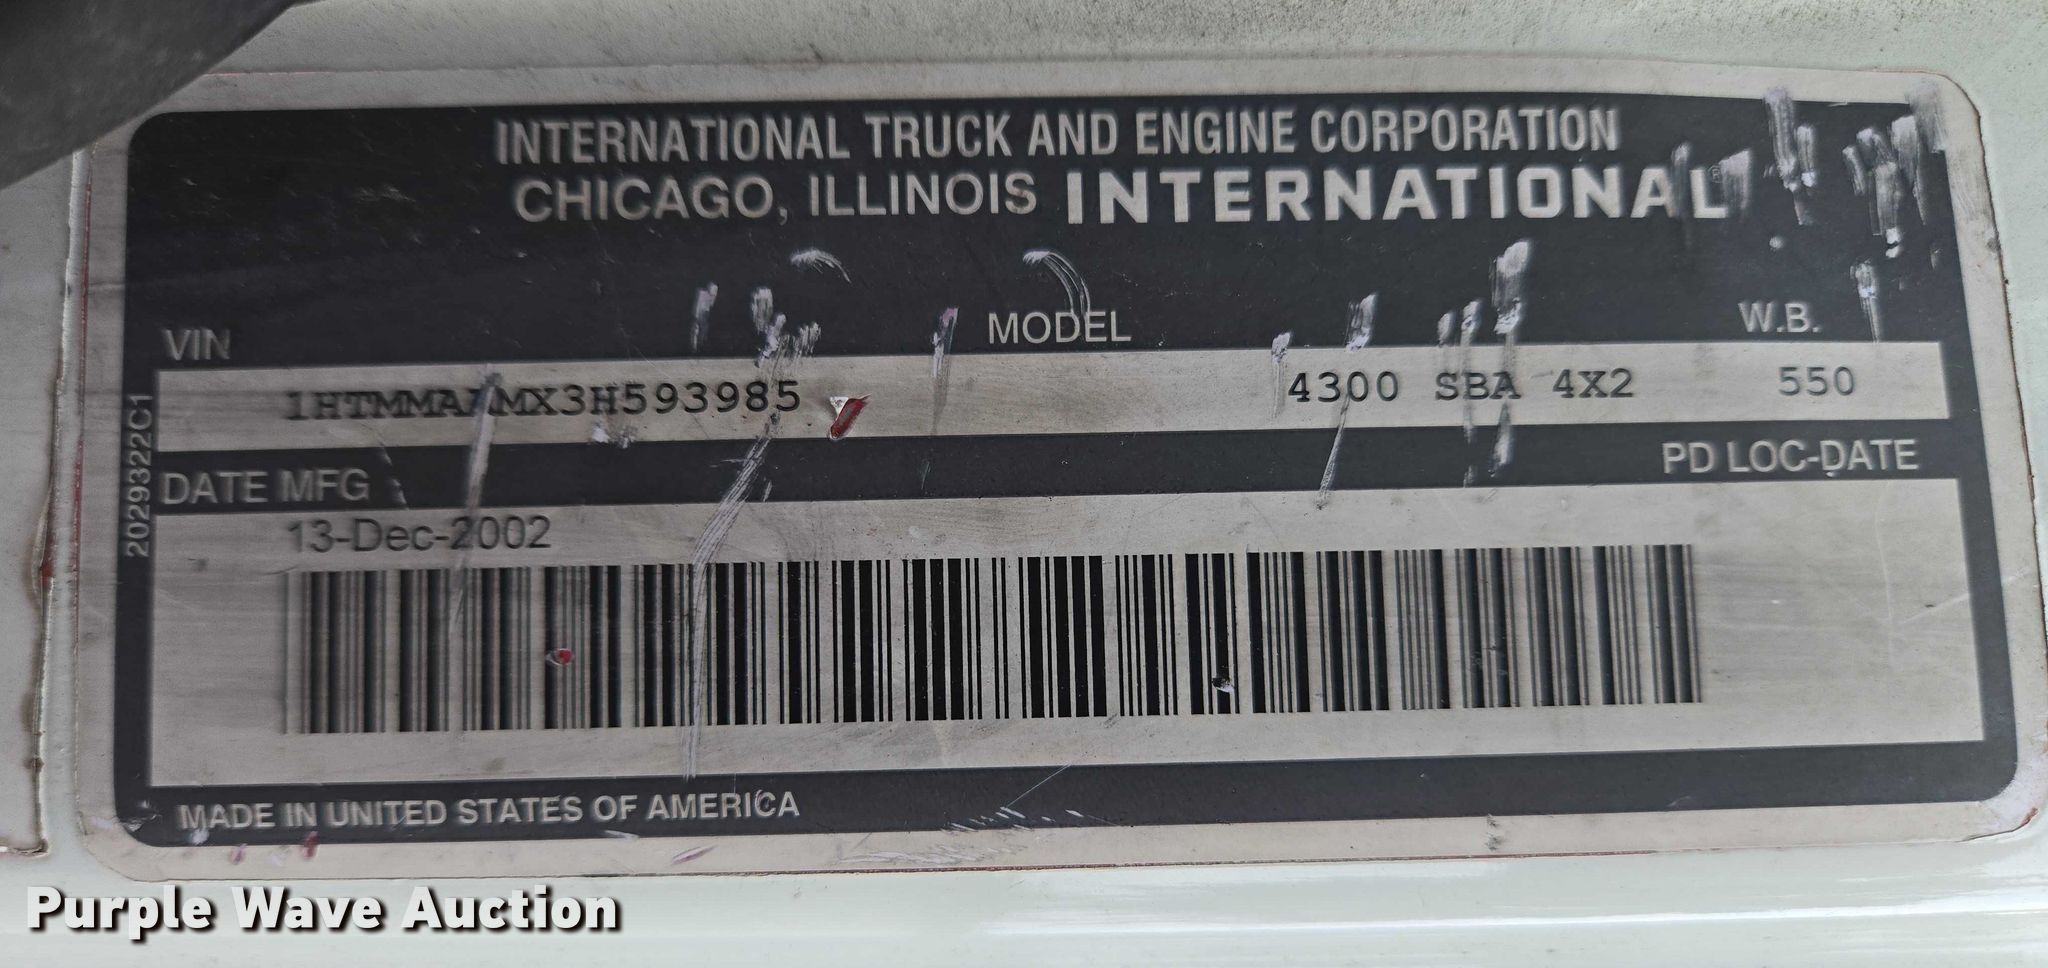 INTERNATIONAL TRUCK AND ENGINE CORPORATION
CHICAGO, ILLINOIS INTERNATIONAL®
VIN MODEL W.B.
1HTMMAAMX3H593985 4300 SBA 4X2 550
DATE MFG PD LOC-DATE
13-Dec-2002
2029322C1
MADE IN UNITED STATES OF AMERICA
Purple Wave Auction